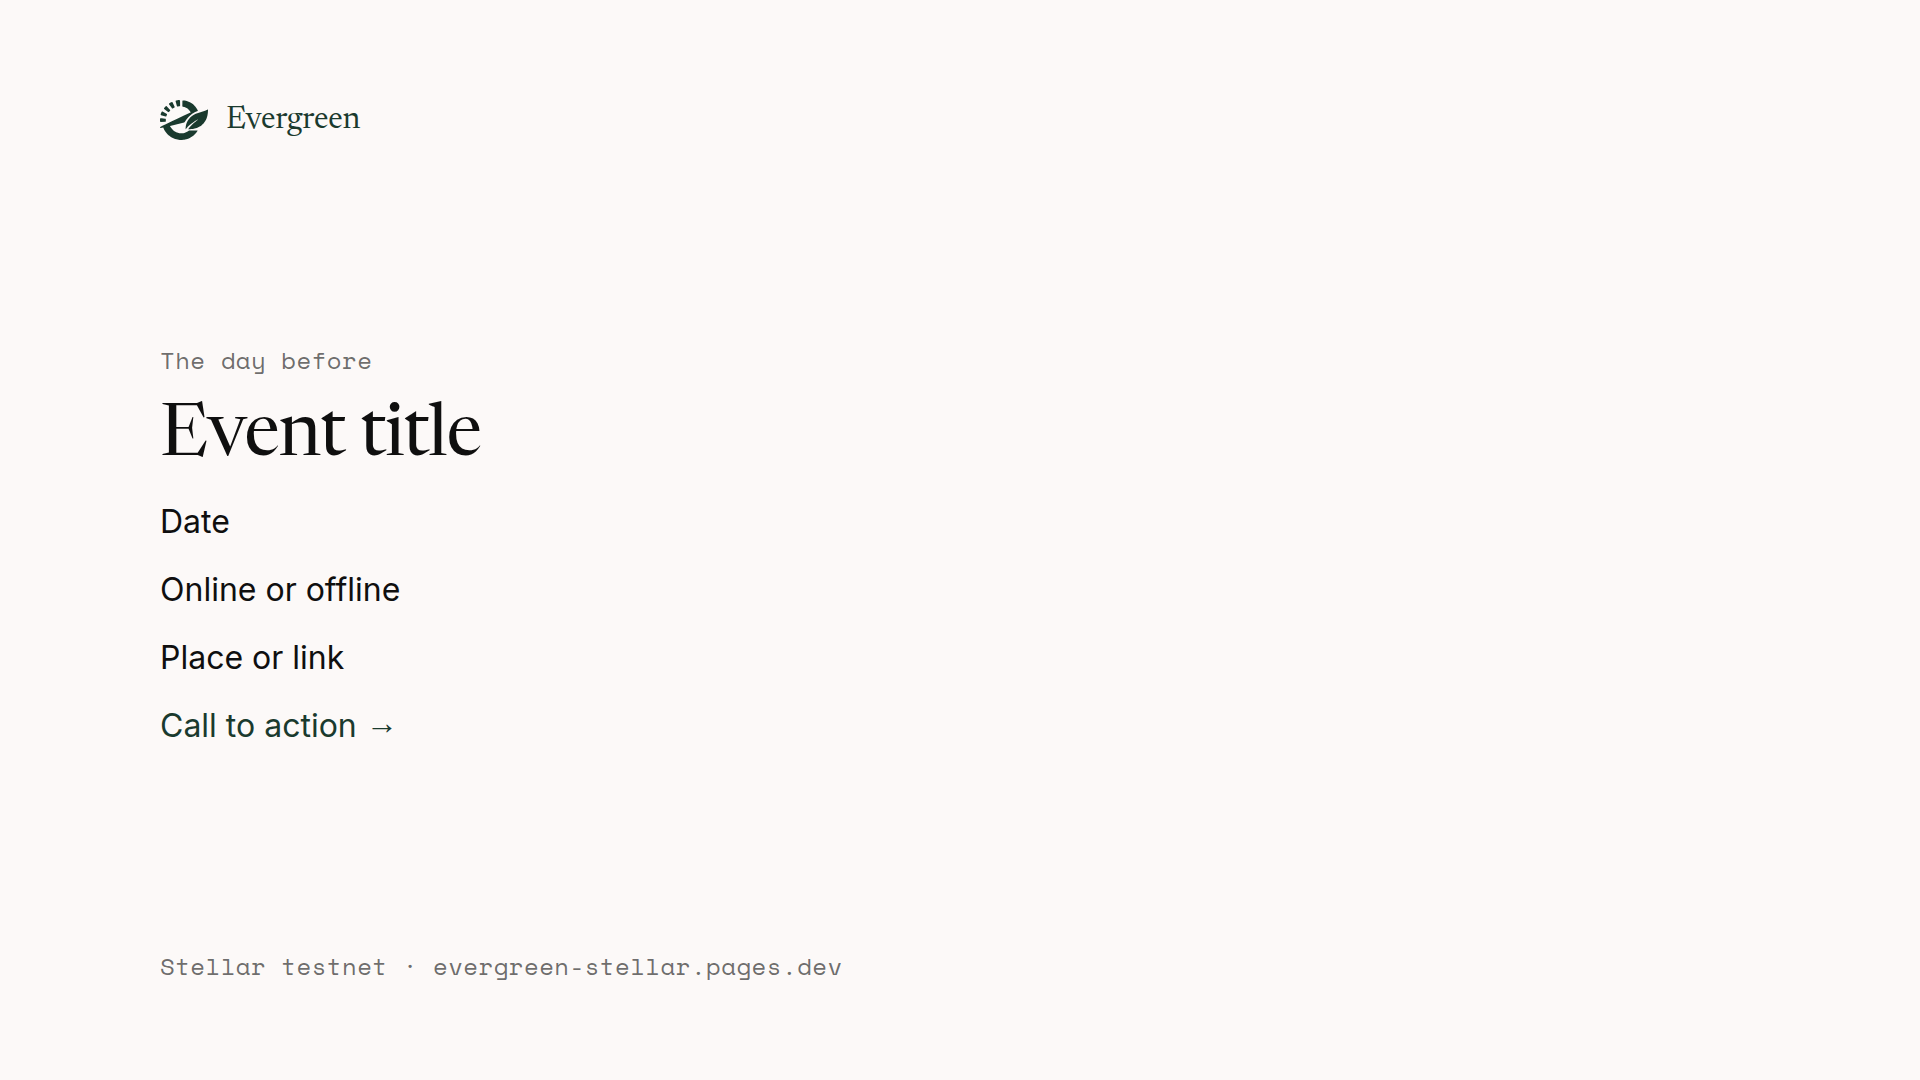 Evergreen
The day before
Event title
Date
Online or offline
Place or link
Call to action →
Stellar testnet · evergreen-stellar.pages.dev